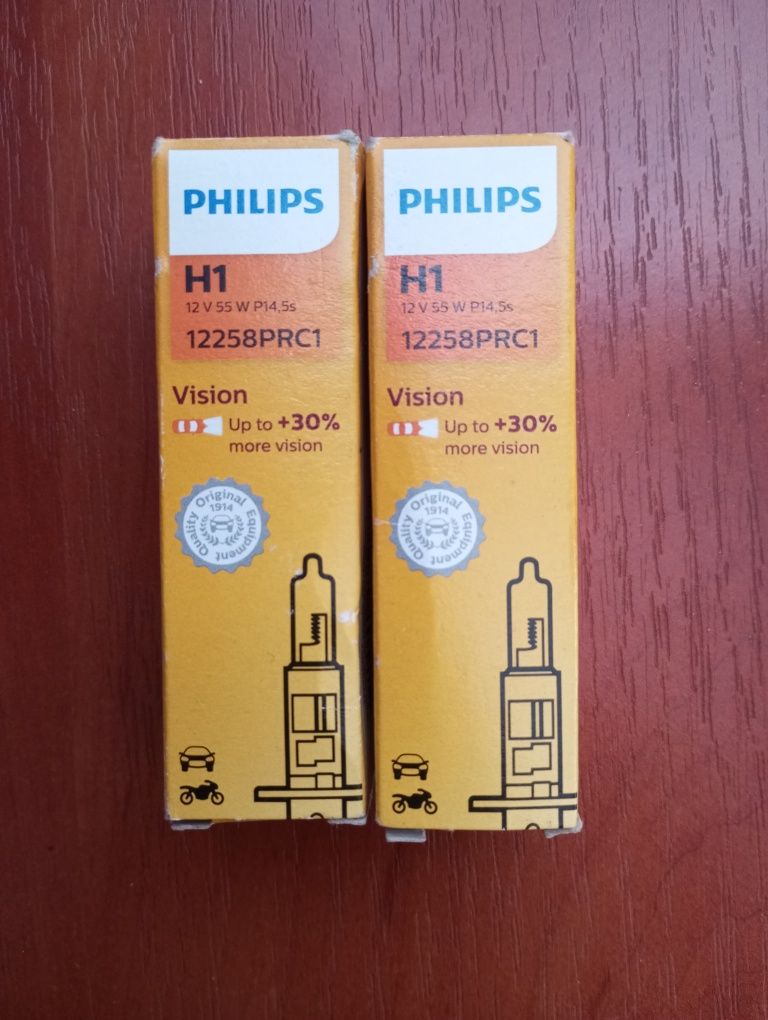 PHILIPS
H1
12 V 55 W P14,5s
12258PRC1
Vision
Up to +30%
more vision
Original
1914
Equipment
Quality
PHILIPS
H1
12 V 55 W P14,5s
12258PRC1
Vision
Up to +30%
more vision
Original
1914
Equipment
Quality